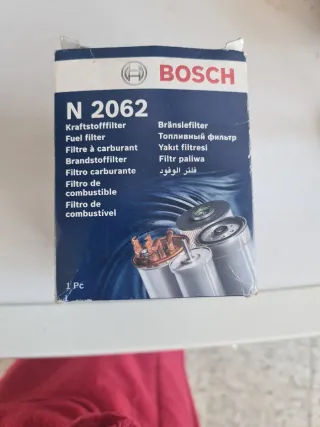 BOSCH
N 2062
Kraftstofffilter
Fuel filter
Filtre à carburant
Brandstoffilter
Filtro carburante
Filtro de
combustible
Filtro de
combustível
Bränslefilter
Топливный фильтр
Yakıt filtresi
Filtr paliwa
فلتر الوقود
1 Pc